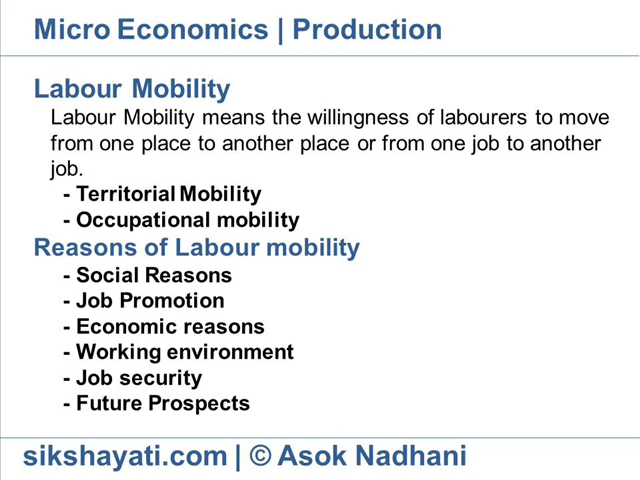 Micro Economics | Production
Labour Mobility
Labour Mobility means the willingness of labourers to move
from one place to another place or from one job to another
job.
- Territorial Mobility
- Occupational mobility
Reasons of Labour mobility
- Social Reasons
- Job Promotion
- Economic reasons
- Working environment
- Job security
- Future Prospects
sikshayati.com | © Asok Nadhani